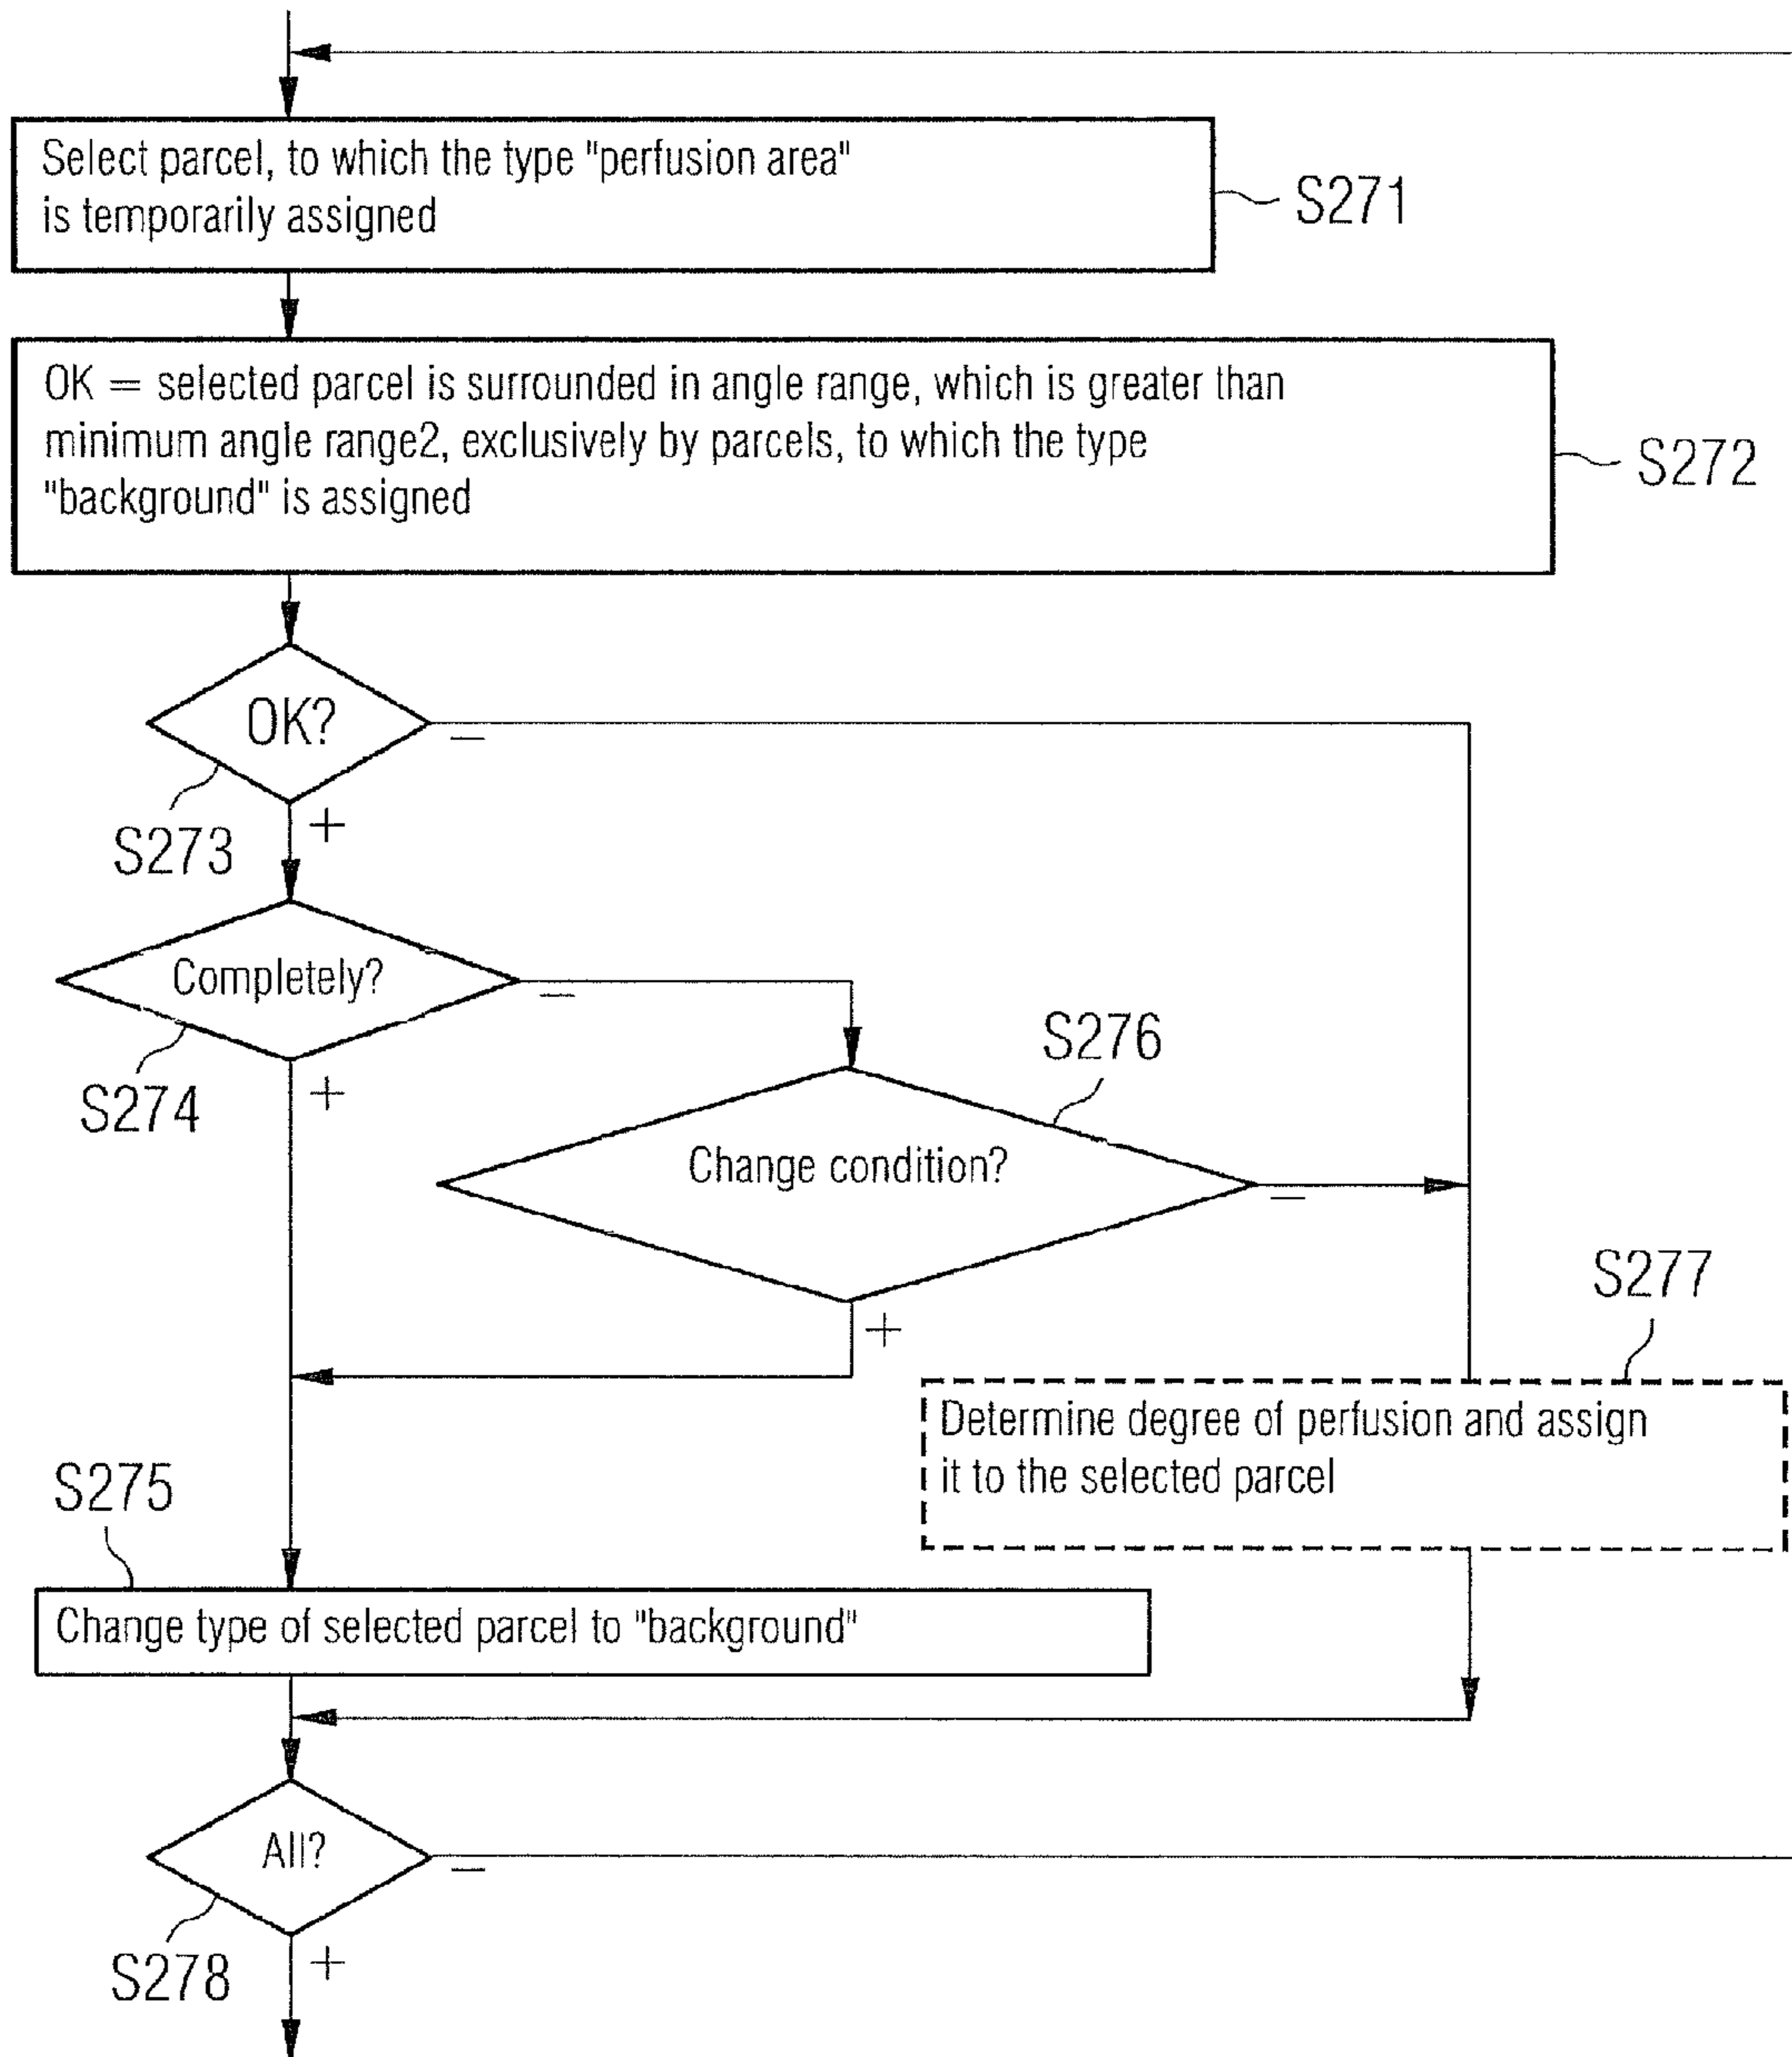 Select parcel, to which the type "perfusion area"
is temporarily assigned
S271
OK = selected parcel is surrounded in angle range, which is greater than
minimum angle range2, exclusively by parcels, to which the type
"background" is assigned
S272
OK?
−
S273
+
Completely?
−
S274
+
S276
Change condition?
−
+
S277
Determine degree of perfusion and assign
it to the selected parcel
S275
Change type of selected parcel to "background"
All?
−
S278
+